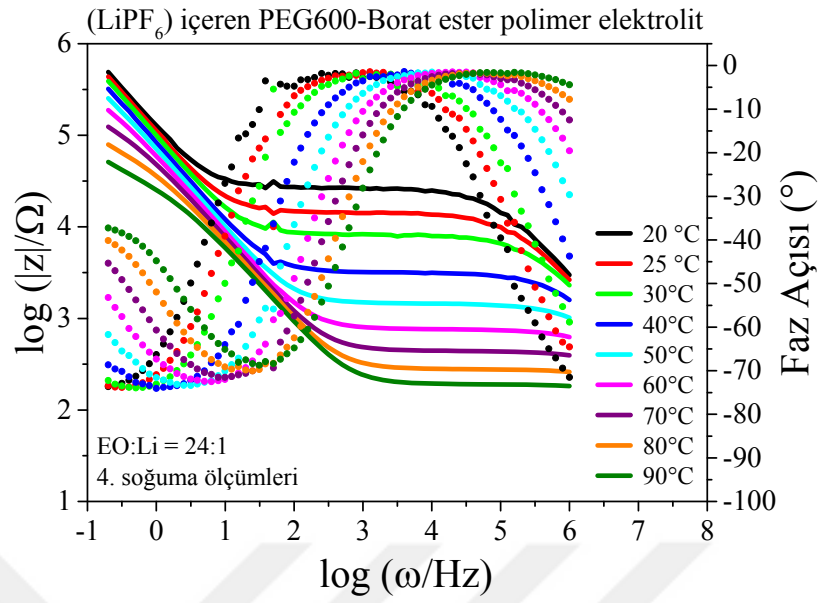 (LiPF6) içeren PEG600-Borat ester polimer elektrolit
6
5
4
3
2
1
log (|z|/Ω)
0
-10
-20
-30
-40
-50
-60
-70
-80
-90
-100
Faz Açısı (°)
20 °C
25 °C
30°C
40°C
50°C
60°C
70°C
80°C
90°C
EO:Li = 24:1
4. soğuma ölçümleri
-1 0 1 2 3 4 5 6 7 8
log (ω/Hz)